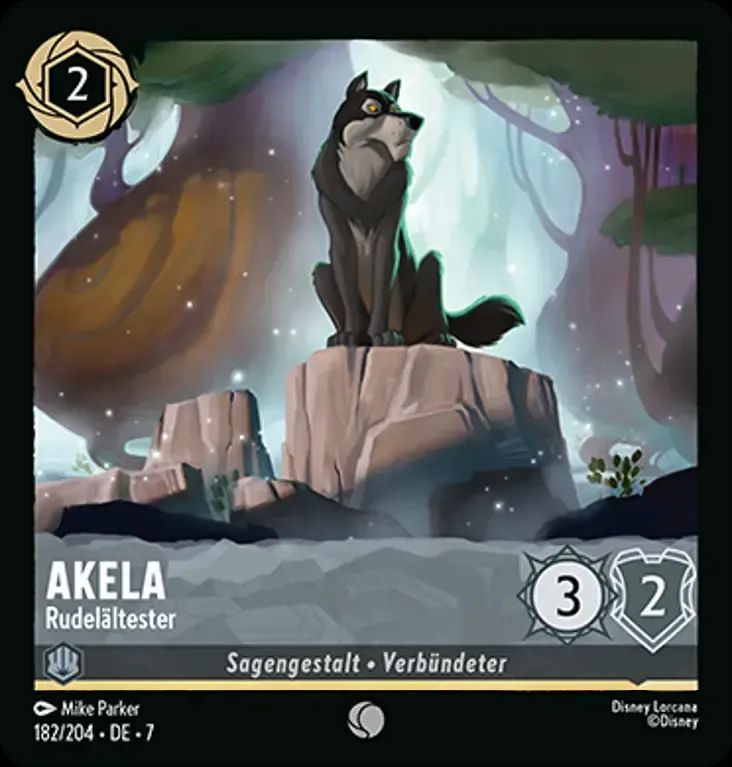 2
AKELA
Rudelältester
3
2
Sagengestalt • Verbündeter
Mike Parker
182/204 • DE • 7
Disney Lorcana
©Disney